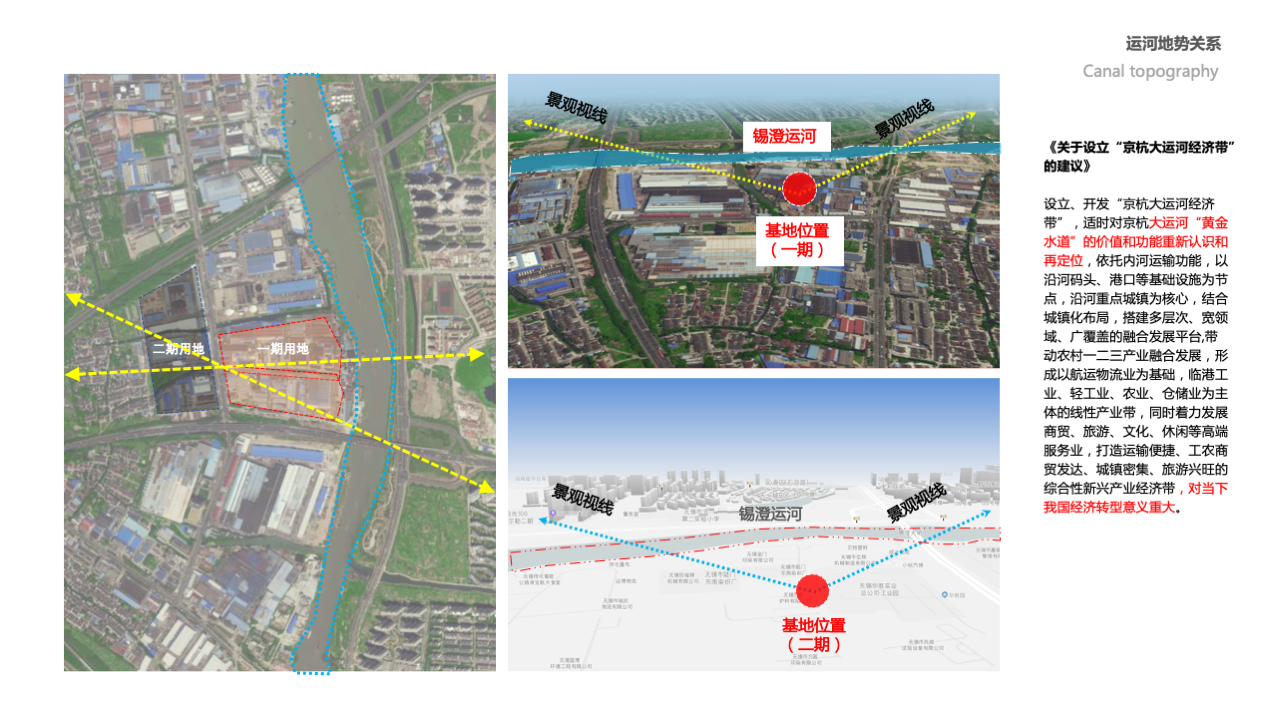 运河地势关系
Canal topography
景观视线
景观视线
锡澄运河
基地位置
（一期）
二期用地
一期用地
景观视线
景观视线
锡澄运河
基地位置
（二期）
《关于设立“京杭大运河经济带”
的建议》
设立、开发“京杭大运河经济
带”，适时对京杭大运河“黄金
水道”的价值和功能重新认识和
再定位，依托内河运输功能，以
沿河码头、港口等基础设施为节
点，沿河重点城镇为核心，结合
城镇化布局，搭建多层次、宽领
域、广覆盖的融合发展平台,带
动农村一二三产业融合发展，形
成以航运物流业为基础，临港工
业、轻工业、农业、仓储业为主
体的线性产业带，同时着力发展
商贸、旅游、文化、休闲等高端
服务业，打造运输便捷、工农商
贸发达、城镇密集、旅游兴旺的
综合性新兴产业经济带，对当下
我国经济转型意义重大。